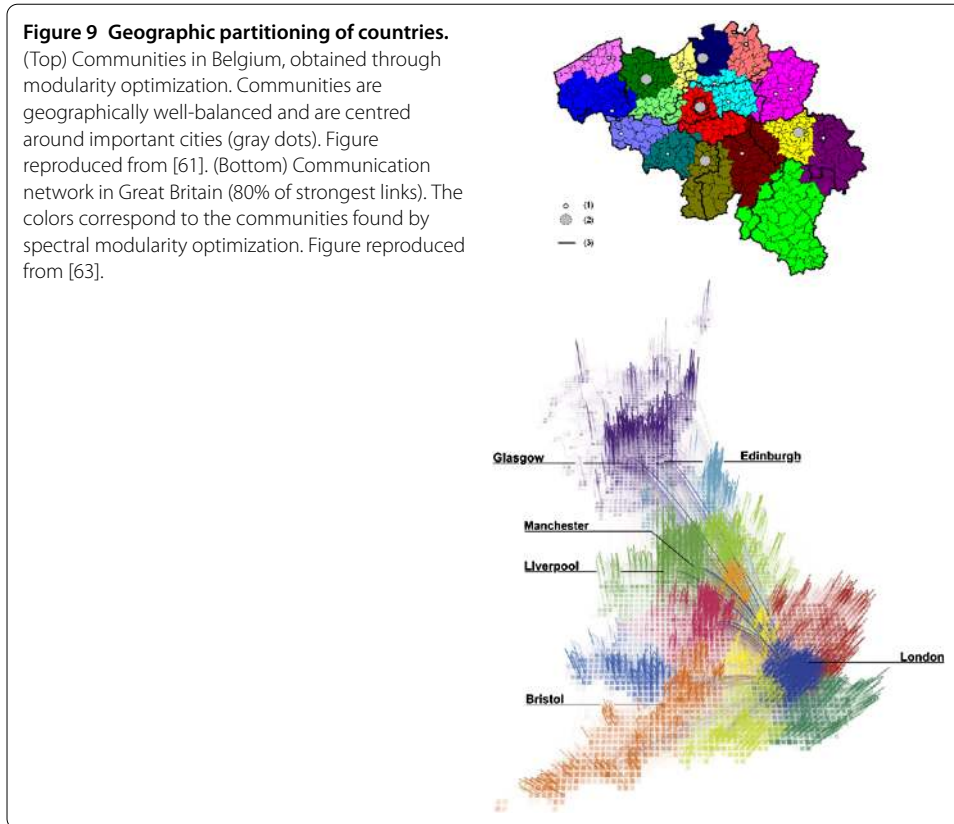 Figure 9 Geographic partitioning of countries.
(Top) Communities in Belgium, obtained through
modularity optimization. Communities are
geographically well-balanced and are centred
around important cities (gray dots). Figure
reproduced from [61]. (Bottom) Communication
network in Great Britain (80% of strongest links). The
colors correspond to the communities found by
spectral modularity optimization. Figure reproduced
from [63].
(1)
(2)
(3)
Glasgow
Edinburgh
Manchester
Liverpool
London
Bristol